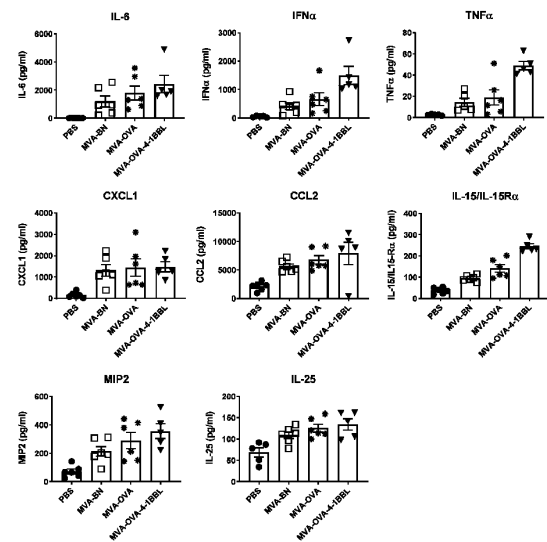 IL-6
IL-6 (pg/ml)
6000
4000
2000
0
PBS
MVA-BN
MVA-OVA
MVA-OVA-4-1BBL
IFNα
IFNα (pg/ml)
3000
2000
1000
0
PBS
MVA-BN
MVA-OVA
MVA-OVA-4-1BBL
TNFα
TNFα (pg/ml)
80
60
40
20
0
PBS
MVA-BN
MVA-OVA
MVA-OVA-4-1BBL
CXCL1
CXCL1 (pg/ml)
4000
3000
2000
1000
0
PBS
MVA-BN
MVA-OVA
MVA-OVA-4-1BBL
CCL2
CCL2 (pg/ml)
15000
10000
5000
0
PBS
MVA-BN
MVA-OVA
MVA-OVA-4-1BBL
IL-15/IL-15Rα
IL-15/IL15-Rα (pg/ml)
400
300
200
100
0
PBS
MVA-BN
MVA-OVA
MVA-OVA-4-1BBL
MIP2
MIP2 (pg/ml)
600
400
200
0
PBS
MVA-BN
MVA-OVA
MVA-OVA-4-1BBL
IL-25
IL-25 (pg/ml)
200
150
100
50
0
PBS
MVA-BN
MVA-OVA
MVA-OVA-4-1BBL